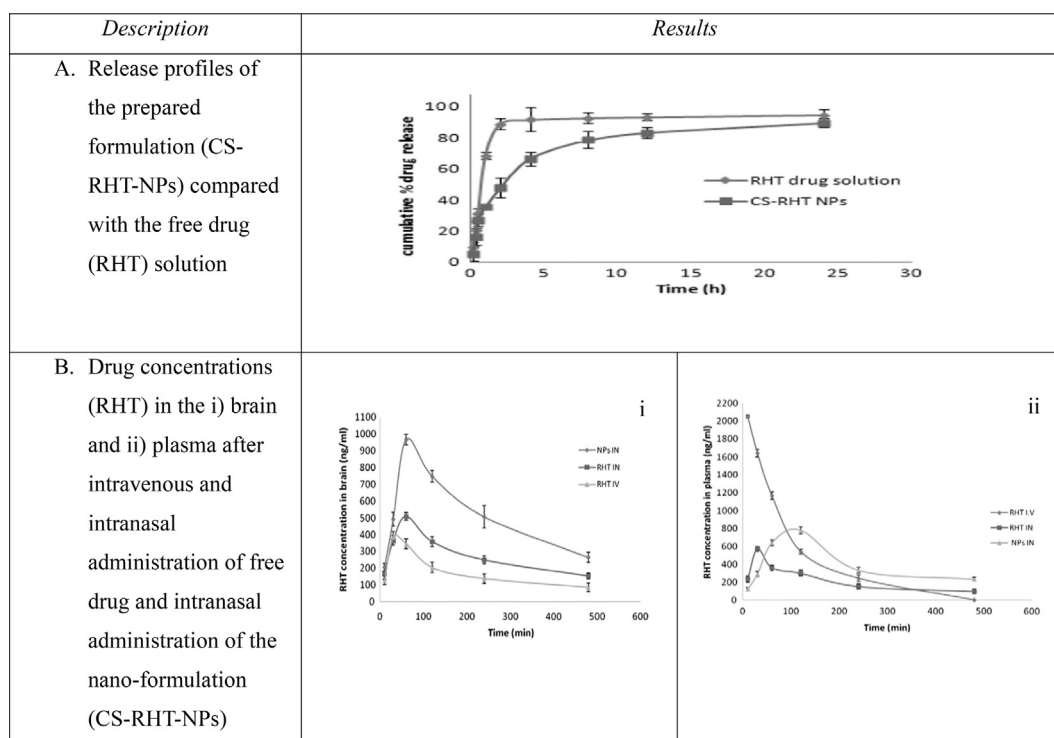 Description
Results
A. Release profiles of
the prepared
formulation (CS-
RHT-NPs) compared
with the free drug
(RHT) solution
cumulative % drug release
100
80
60
40
20
0
0 5 10 15 20 25 30
Time (h)
RHT drug solution
CS-RHT NPs
B. Drug concentrations
(RHT) in the i) brain
and ii) plasma after
intravenous and
intranasal
administration of free
drug and intranasal
administration of the
nano-formulation
(CS-RHT-NPs)
i
RHT concentration in brain (ng/ml)
1100
1000
900
800
700
600
500
400
300
200
100
0
0 100 200 300 400 500 600
Time (min)
NPs IN
RHT IN
RHT IV
ii
RHT concentration in plasma (ng/ml)
2200
2000
1800
1600
1400
1200
1000
800
600
400
200
0
0 100 200 300 400 500 600
Time (min)
RHT I.V
RHT IN
NPs IN